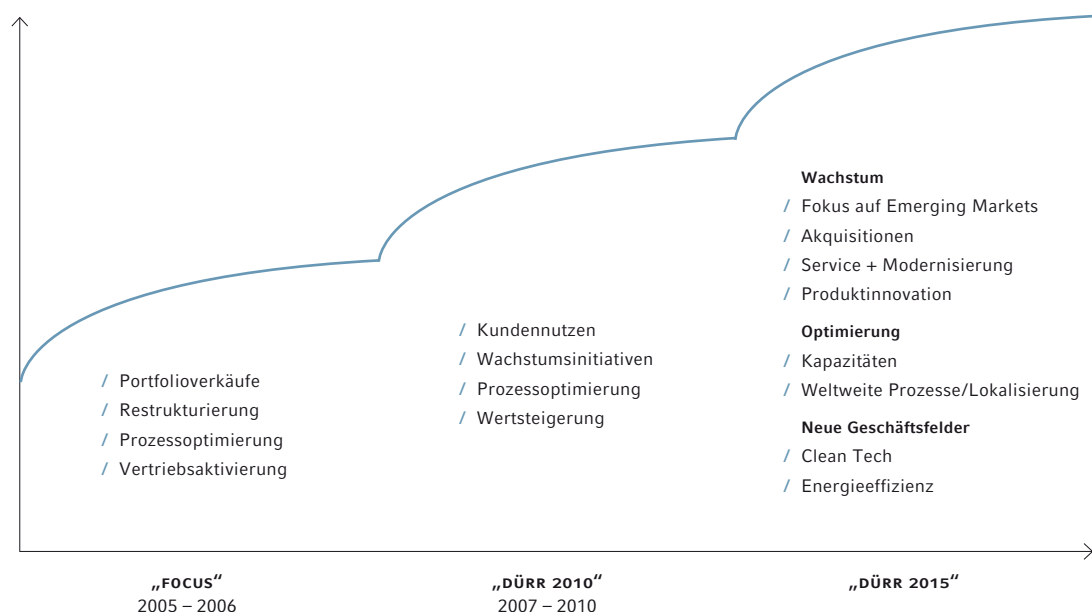 / Portfolioverkäufe
/ Restrukturierung
/ Prozessoptimierung
/ Vertriebsaktivierung
/ Kundennutzen
/ Wachstumsinitiativen
/ Prozessoptimierung
/ Wertsteigerung
Wachstum
/ Fokus auf Emerging Markets
/ Akquisitionen
/ Service + Modernisierung
/ Produktinnovation
Optimierung
/ Kapazitäten
/ Weltweite Prozesse/Lokalisierung
Neue Geschäftsfelder
/ Clean Tech
/ Energieeffizienz
„FOCUS“
2005 – 2006
„DÜRR 2010“
2007 – 2010
„DÜRR 2015“